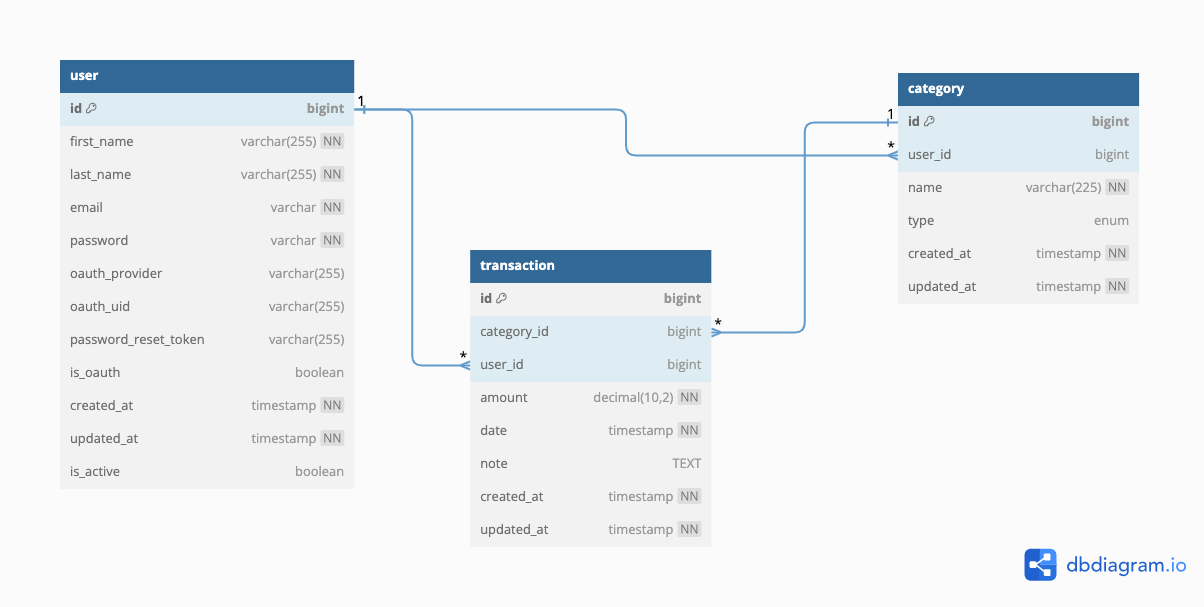 user
id bigint
first_name varchar(255) NN
last_name varchar(255) NN
email varchar NN
password varchar NN
oauth_provider varchar(255)
oauth_uid varchar(255)
password_reset_token varchar(255)
is_oauth boolean
created_at timestamp NN
updated_at timestamp NN
is_active boolean
1
*
transaction
id bigint
category_id bigint
user_id bigint
amount decimal(10,2) NN
date timestamp NN
note TEXT
created_at timestamp NN
updated_at timestamp NN
*
1
*
category
id bigint
user_id bigint
name varchar(225) NN
type enum
created_at timestamp NN
updated_at timestamp NN
dbdiagram.io